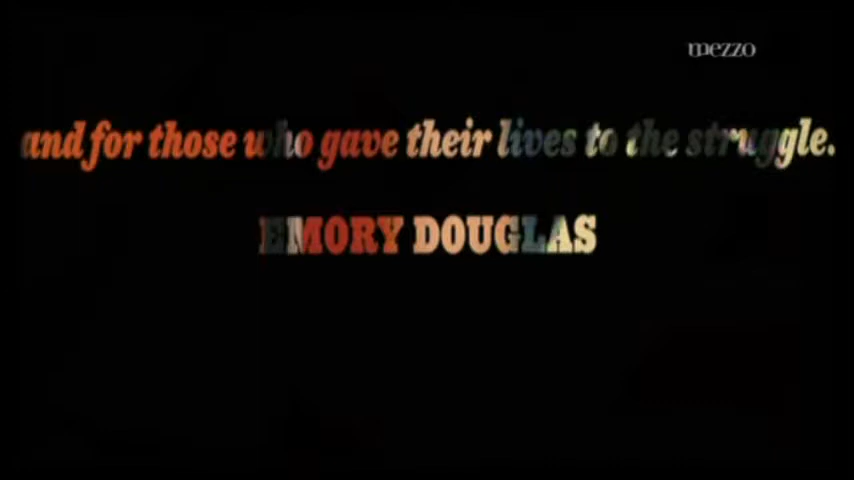 mezzo
and for those who gave their lives to the struggle.
EMORY DOUGLAS